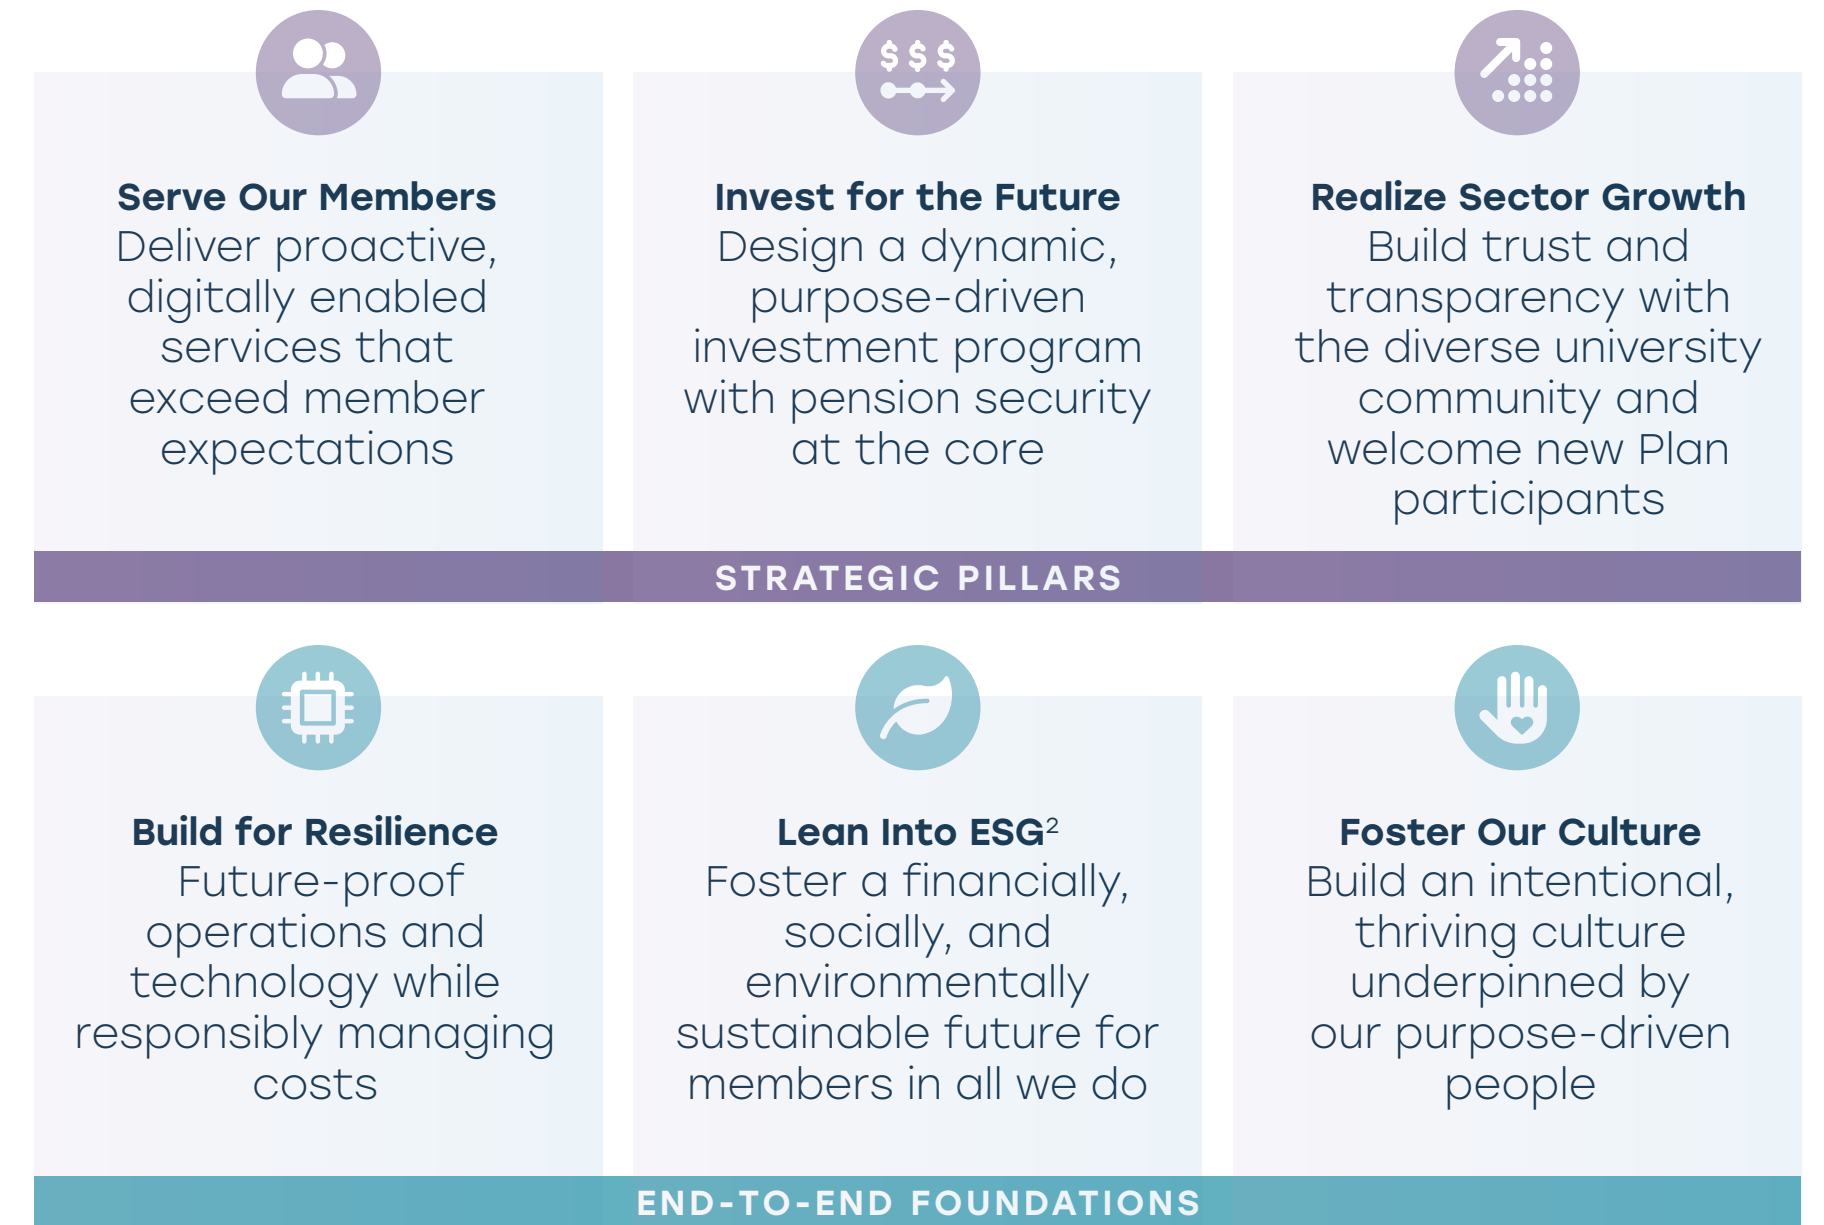 Serve Our Members
Deliver proactive,
digitally enabled
services that
exceed member
expectations
Invest for the Future
Design a dynamic,
purpose-driven
investment program
with pension security
at the core
Realize Sector Growth
Build trust and
transparency with
the diverse university
community and
welcome new Plan
participants
STRATEGIC PILLARS
Build for Resilience
Future-proof
operations and
technology while
responsibly managing
costs
Lean Into ESG²
Foster a financially,
socially, and
environmentally
sustainable future for
members in all we do
Foster Our Culture
Build an intentional,
thriving culture
underpinned by
our purpose-driven
people
END-TO-END FOUNDATIONS